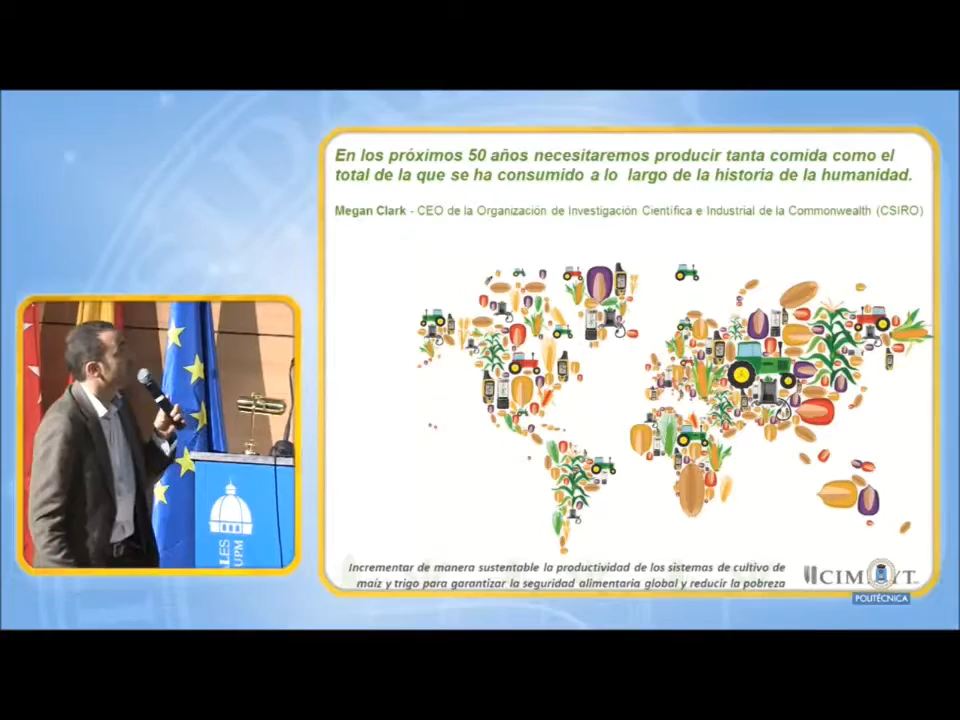 En los próximos 50 años necesitaremos producir tanta comida como el
total de la que se ha consumido a lo largo de la historia de la humanidad.
Megan Clark - CEO de la Organización de Investigación Científica e Industrial de la Commonwealth (CSIRO)
Incrementar de manera sustentable la productividad de los sistemas de cultivo de
maíz y trigo para garantizar la seguridad alimentaria global y reducir la pobreza
POLITÉCNICA
LES
UPM